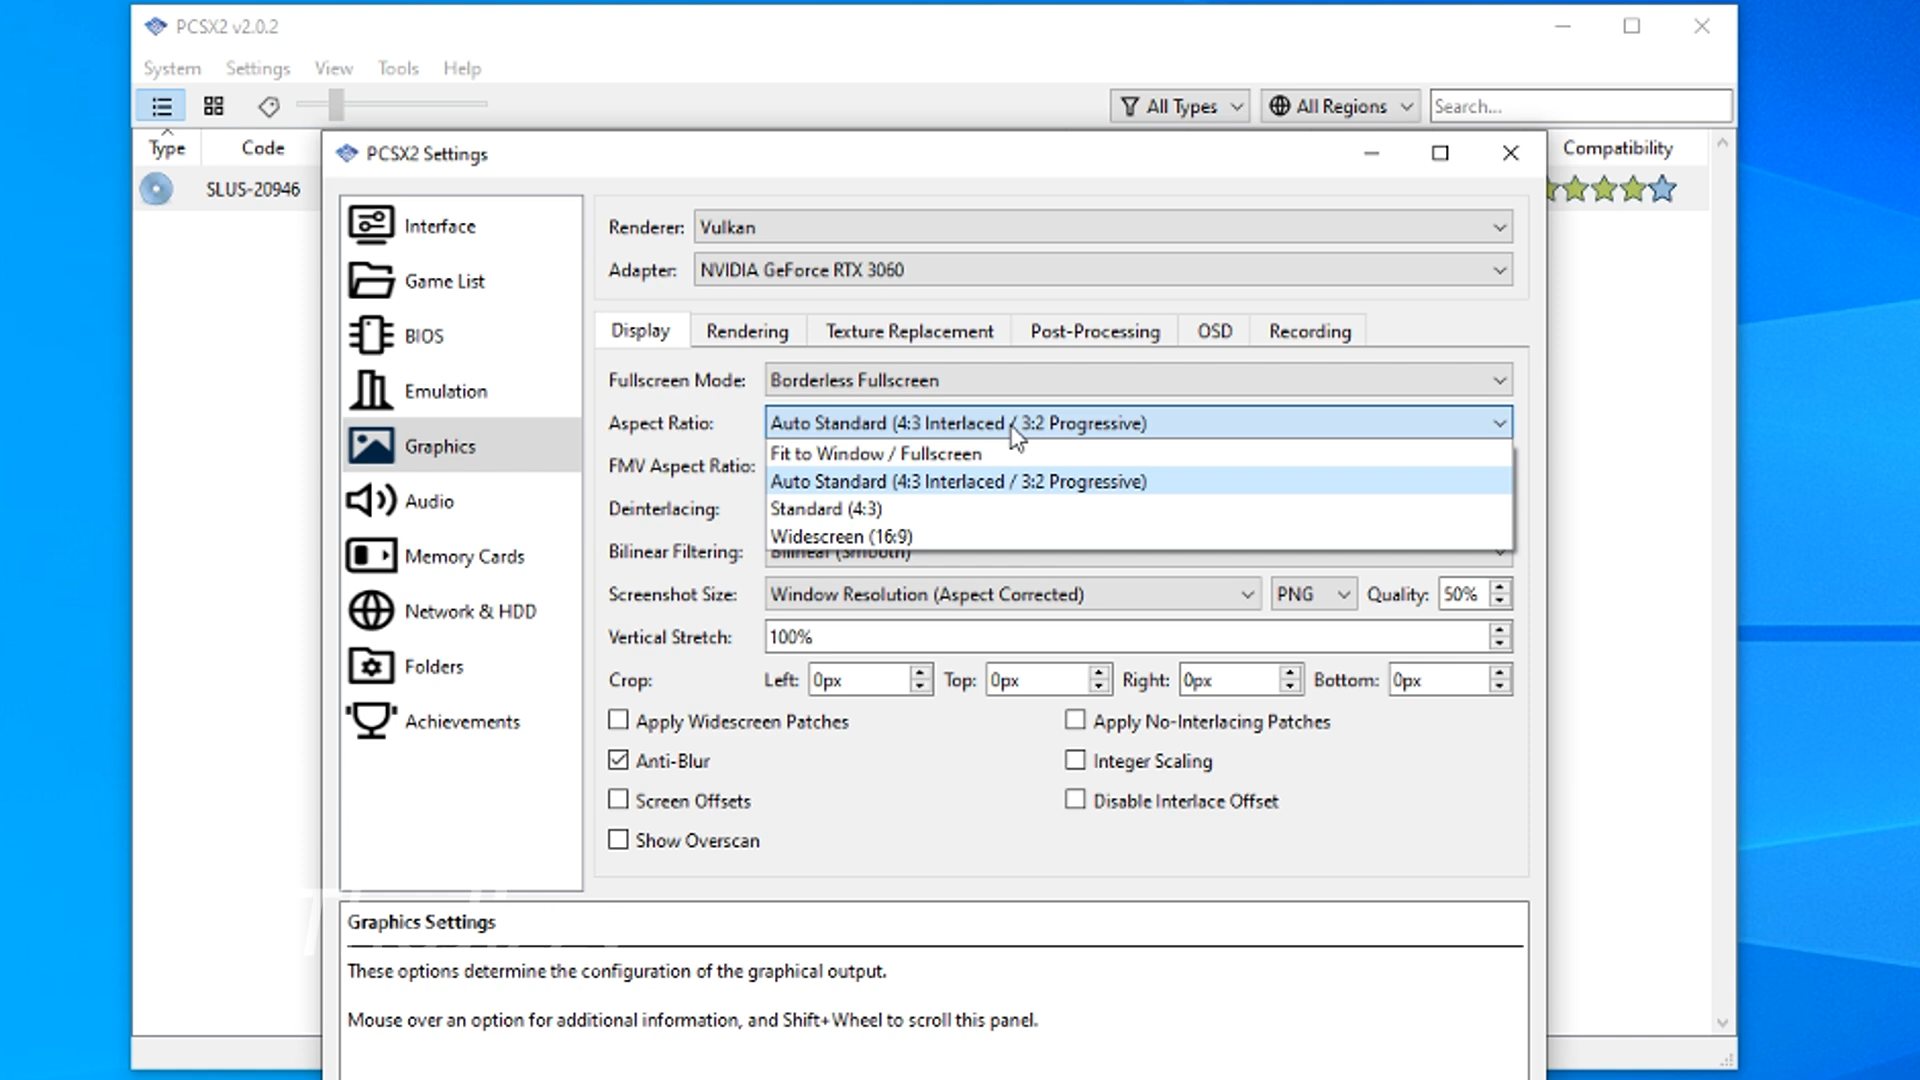 PCSX2 v2.0.2
System Settings View Tools Help
All Types All Regions Search...
Type Code Compatibility
SLUS-20946
PCSX2 Settings
Interface
Game List
BIOS
Emulation
Graphics
Audio
Memory Cards
Network & HDD
Folders
Achievements
Renderer: Vulkan
Adapter: NVIDIA GeForce RTX 3060
Display Rendering Texture Replacement Post-Processing OSD Recording
Fullscreen Mode: Borderless Fullscreen
Aspect Ratio: Auto Standard (4:3 Interlaced / 3:2 Progressive)
Fit to Window / Fullscreen
FMV Aspect Ratio: Auto Standard (4:3 Interlaced / 3:2 Progressive)
Deinterlacing: Standard (4:3)
Widescreen (16:9)
Bilinear Filtering: Bilinear (Smooth)
Screenshot Size: Window Resolution (Aspect Corrected) PNG Quality: 50%
Vertical Stretch: 100%
Crop: Left: 0px Top: 0px Right: 0px Bottom: 0px
Apply Widescreen Patches Apply No-Interlacing Patches
Anti-Blur Integer Scaling
Screen Offsets Disable Interlace Offset
Show Overscan
Graphics Settings
These options determine the configuration of the graphical output.
Mouse over an option for additional information, and Shift+Wheel to scroll this panel.